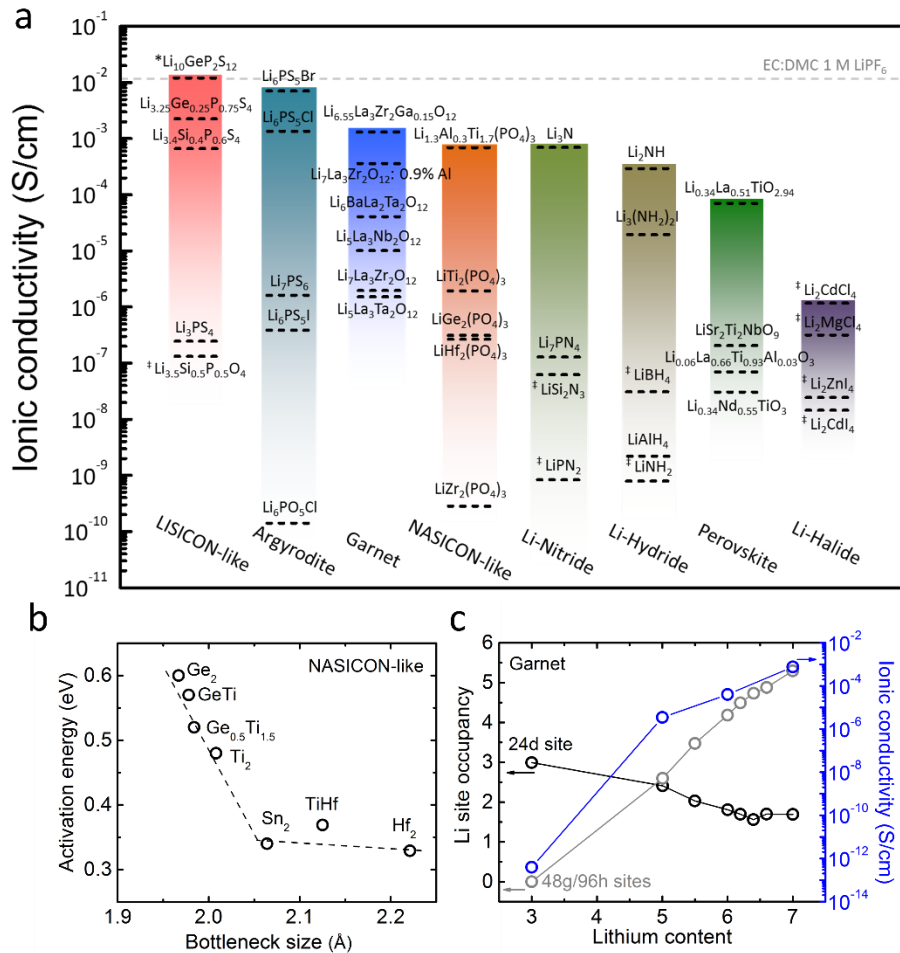 a
Ionic conductivity (S/cm)
10⁻¹
10⁻²
10⁻³
10⁻⁴
10⁻⁵
10⁻⁶
10⁻⁷
10⁻⁸
10⁻⁹
10⁻¹⁰
10⁻¹¹
EC:DMC 1 M LiPF₆
*Li₁₀GeP₂S₁₂
Li₃.₂₅Ge₀.₂₅P₀.₇₅S₄
Li₃.₄Si₀.₄P₀.₆S₄
Li₃PS₄
‡Li₃.₅Si₀.₅P₀.₅O₄
Li₆PS₅Br
Li₆PS₅Cl
Li₇PS₆
Li₆PS₅I
Li₆PO₅Cl
Li₆.₅₅La₃Zr₂Ga₀.₁₅O₁₂
Li₇La₃Zr₂O₁₂: 0.9% Al
Li₆BaLa₂Ta₂O₁₂
Li₅La₃Nb₂O₁₂
Li₇La₃Zr₂O₁₂
Li₅La₃Ta₂O₁₂
Li₁.₃Al₀.₃Ti₁.₇(PO₄)₃
LiTi₂(PO₄)₃
LiGe₂(PO₄)₃
LiHf₂(PO₄)₃
LiZr₂(PO₄)₃
Li₃N
Li₇PN₄
‡LiSi₂N₃
‡LiPN₂
Li₂NH
Li₃(NH₂)₂I
‡LiBH₄
LiAlH₄
‡LiNH₂
Li₀.₃₄La₀.₅₁TiO₂.₉₄
LiSr₂Ti₂NbO₉
Li₀.₀₆La₀.₆₆Ti₀.₉₃Al₀.₀₃O₃
Li₀.₃₄Nd₀.₅₅TiO₃
‡Li₂CdCl₄
‡Li₂MgCl₄
‡Li₂ZnI₄
‡Li₂CdI₄
LISICON-like
Argyrodite
Garnet
NASICON-like
Li-Nitride
Li-Hydride
Perovskite
Li-Halide
b
Activation energy (eV)
0.6
0.5
0.4
0.3
NASICON-like
Ge₂
GeTi
Ge₀.₅Ti₁.₅
Ti₂
Sn₂
TiHf
Hf₂
1.9
2.0
2.1
2.2
Bottleneck size (Å)
c
Li site occupancy
6
5
4
3
2
1
0
Garnet
24d site
48g/96h sites
3
4
5
6
7
Lithium content
10⁻²
10⁻⁴
10⁻⁶
10⁻⁸
10⁻¹⁰
10⁻¹²
10⁻¹⁴
Ionic conductivity (S/cm)